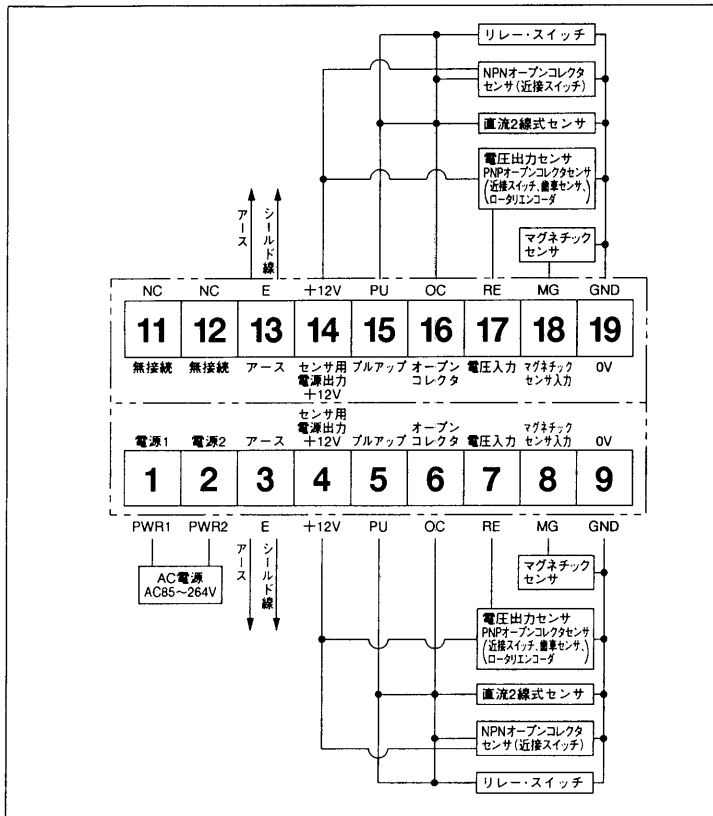 リレー・スイッチ
NPNオープンコレクタ
センサ(近接スイッチ)
直流2線式センサ
電圧出力センサ
PNPオープンコレクタセンサ
(近接スイッチ、歯車センサ、)
(ロータリエンコーダ)
マグネチック
センサ
アース
シールド線
NC NC E +12V PU OC RE MG GND
11 12 13 14 15 16 17 18 19
無接続 無接続 アース センサ用 プルアップ オープン 電圧入力 マグネチック 0V
電源出力 コレクタ センサ入力
+12V
センサ用
電源出力 オープン マグネチック
電源1 電源2 アース +12V プルアップ コレクタ 電圧入力 センサ入力 0V
1 2 3 4 5 6 7 8 9
PWR1 PWR2 E +12V PU OC RE MG GND
AC電源
AC85~264V
アース
シールド線
マグネチック
センサ
電圧出力センサ
PNPオープンコレクタセンサ
(近接スイッチ、歯車センサ、)
(ロータリエンコーダ)
直流2線式センサ
NPNオープンコレクタ
センサ(近接スイッチ)
リレー・スイッチ